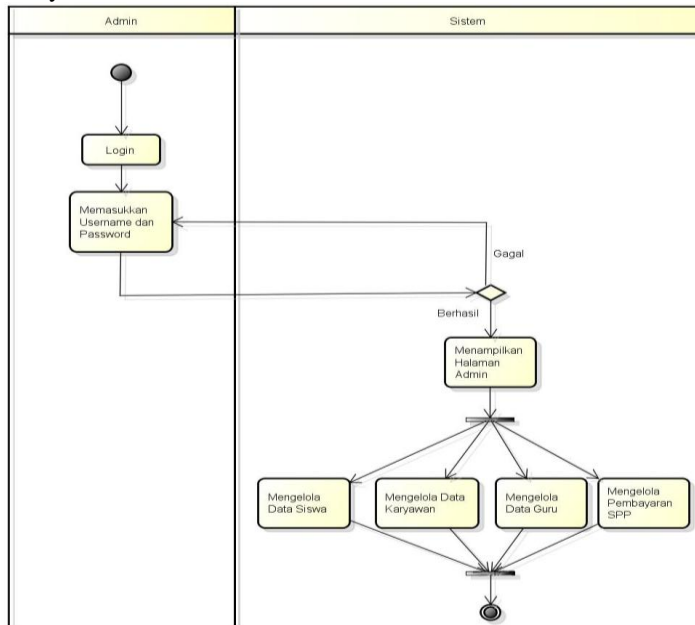 Admin
Sistem
Login
Memasukkan
Username dan
Password
Gagal
Berhasil
Menampilkan
Halaman
Admin
Mengelola
Data Siswa
Mengelola Data
Karyawan
Mengelola
Data Guru
Mengelola
Pembayaran
SPP